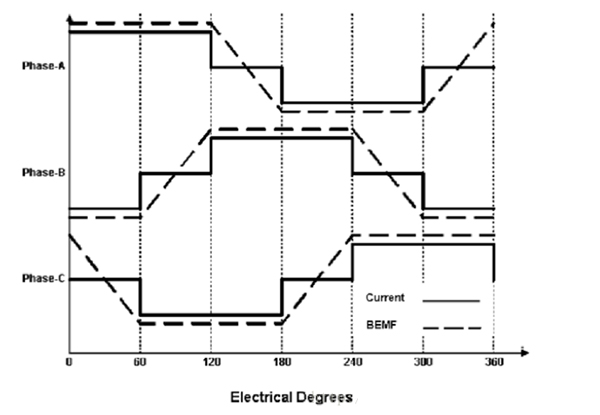 Phase-A
Phase-B
Phase-C
Current
BEMF
0 60 120 180 240 300 360
Electrical Degrees